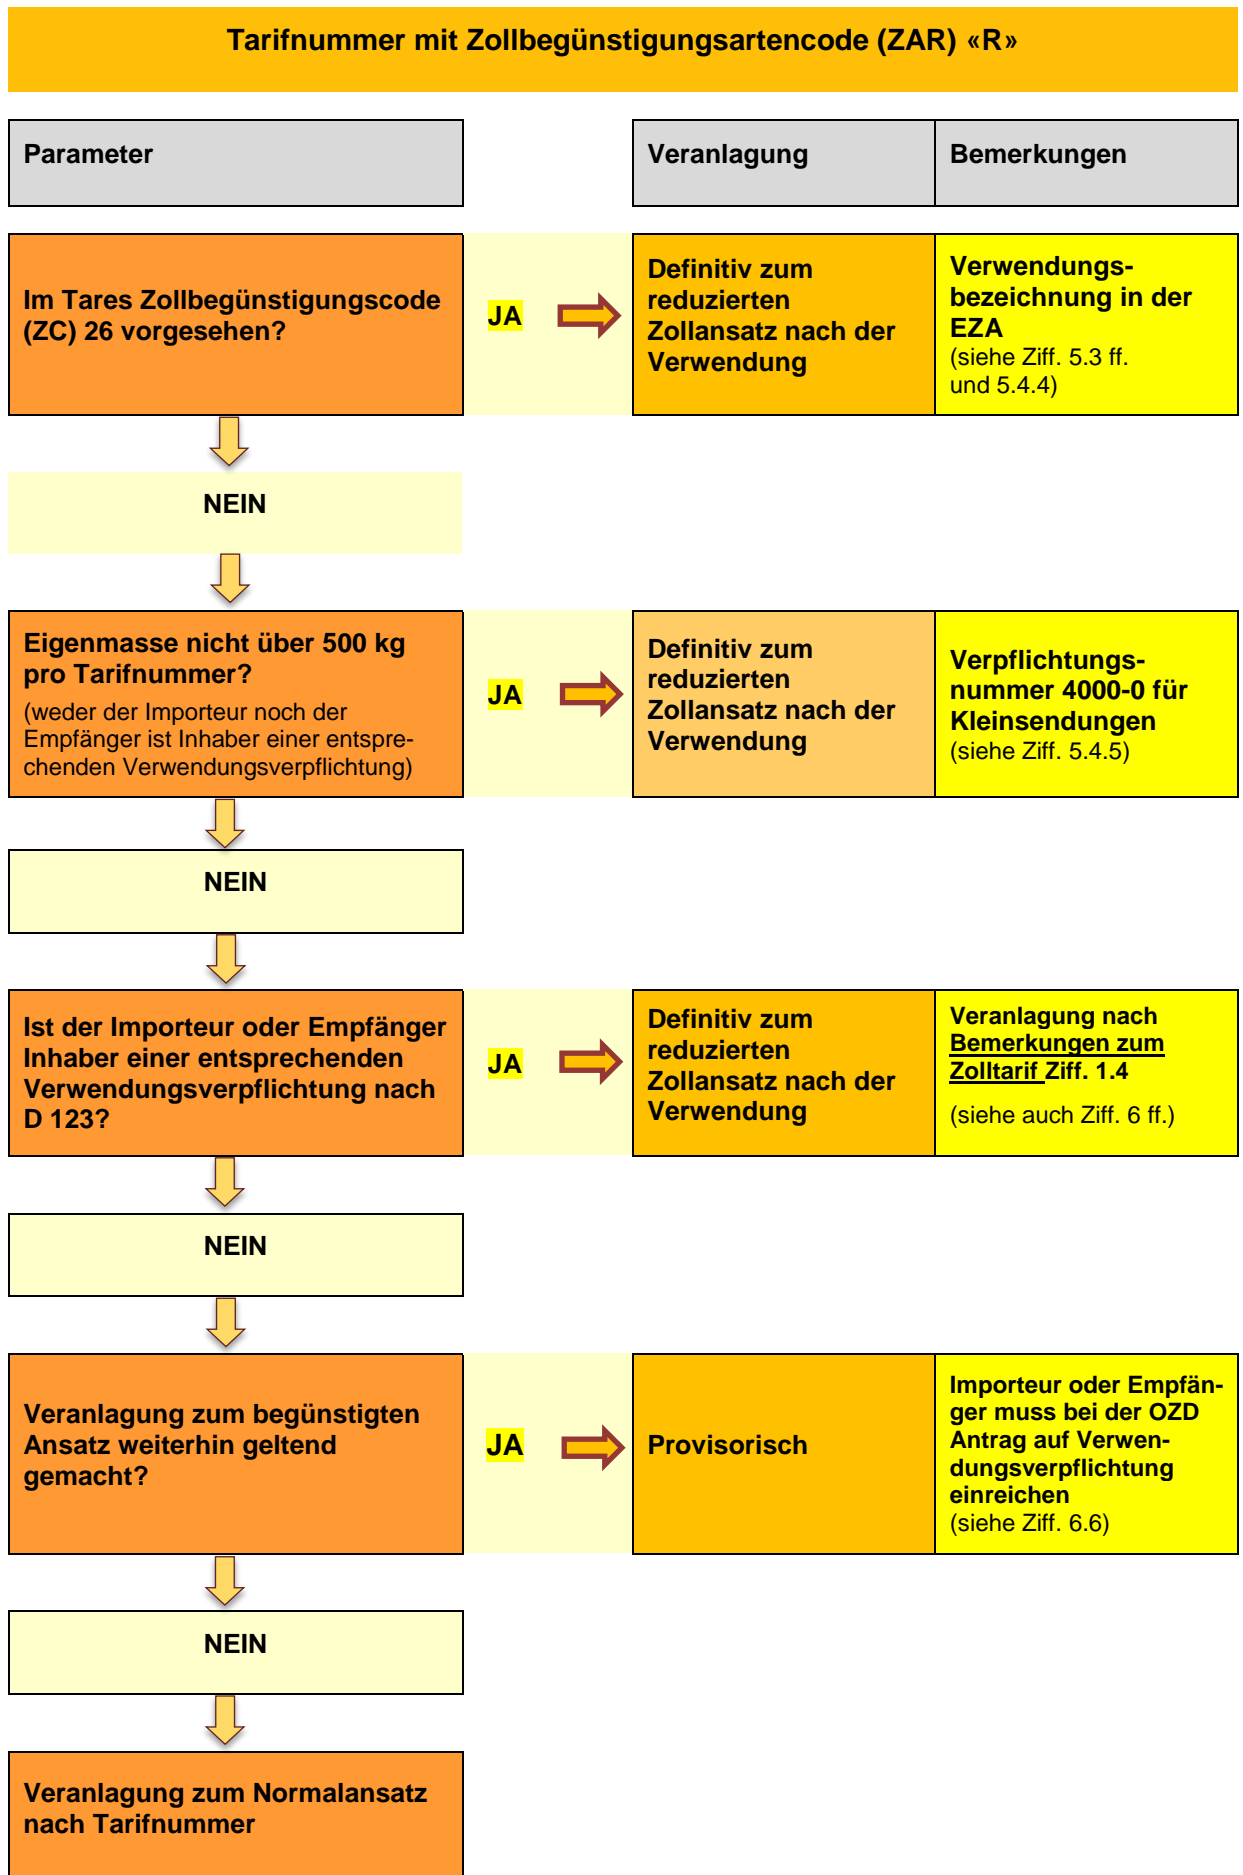 Tarifnummer mit Zollbegünstigungsartencode (ZAR) «R»
Parameter
Veranlagung
Bemerkungen
Im Tares Zollbegünstigungscode
(ZC) 26 vorgesehen?
JA
Definitiv zum
reduzierten
Zollansatz nach der
Verwendung
Verwendungs-
bezeichnung in der
EZA
(siehe Ziff. 5.3 ff.
und 5.4.4)
NEIN
Eigenmasse nicht über 500 kg
pro Tarifnummer?
(weder der Importeur noch der
Empfänger ist Inhaber einer entspre-
chenden Verwendungsverpflichtung)
JA
Definitiv zum
reduzierten
Zollansatz nach der
Verwendung
Verpflichtungs-
nummer 4000-0 für
Kleinsendungen
(siehe Ziff. 5.4.5)
NEIN
Ist der Importeur oder Empfänger
Inhaber einer entsprechenden
Verwendungsverpflichtung nach
D 123?
JA
Definitiv zum
reduzierten
Zollansatz nach der
Verwendung
Veranlagung nach
Bemerkungen zum
Zolltarif Ziff. 1.4
(siehe auch Ziff. 6 ff.)
NEIN
Veranlagung zum begünstigten
Ansatz weiterhin geltend
gemacht?
JA
Provisorisch
Importeur oder Empfän-
ger muss bei der OZD
Antrag auf Verwen-
dungsverpflichtung
einreichen
(siehe Ziff. 6.6)
NEIN
Veranlagung zum Normalansatz
nach Tarifnummer